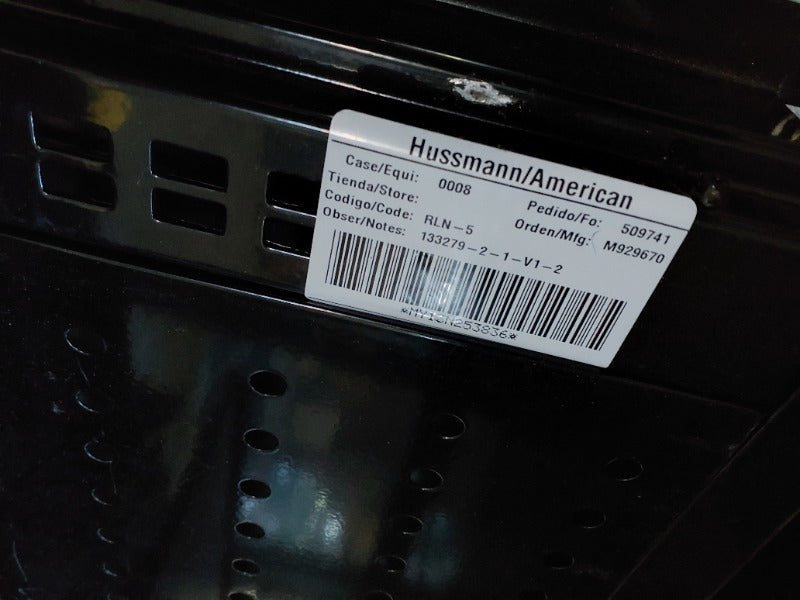 Hussmann/American
Case/Equi: 0008
Tienda/Store: Pedido/Fo: 509741
Codigo/Code: RLN-5 Orden/Mfg: M929670
Obser/Notes: 133279-2-1-V1-2